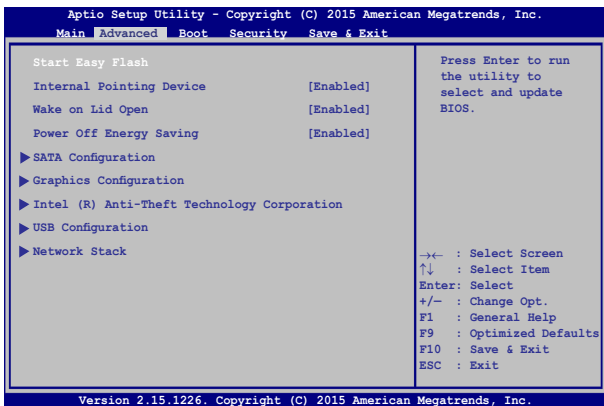 Aptio Setup Utility - Copyright (C) 2015 American Megatrends, Inc.
Main Advanced Boot Security Save & Exit
Start Easy Flash
Internal Pointing Device [Enabled]
Wake on Lid Open [Enabled]
Power Off Energy Saving [Enabled]
SATA Configuration
Graphics Configuration
Intel (R) Anti-Theft Technology Corporation
USB Configuration
Network Stack
Press Enter to run
the utility to
select and update
BIOS.
→← : Select Screen
↑↓ : Select Item
Enter: Select
+/— : Change Opt.
F1 : General Help
F9 : Optimized Defaults
F10 : Save & Exit
ESC : Exit
Version 2.15.1226. Copyright (C) 2015 American Megatrends, Inc.